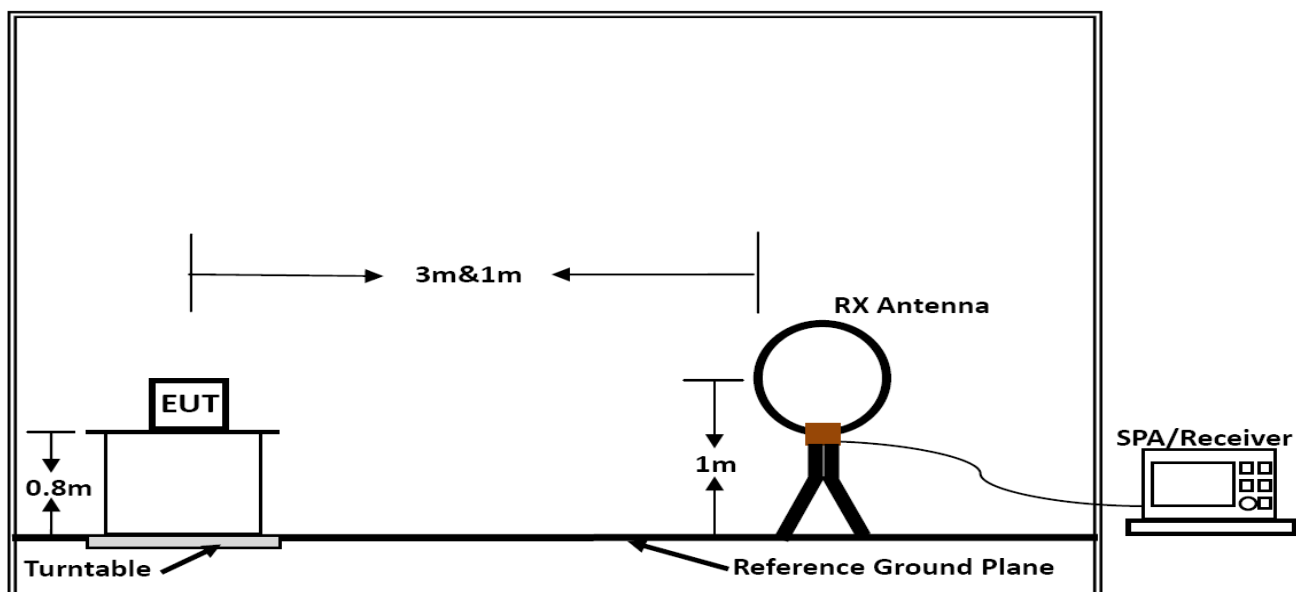 3m&1m
RX Antenna
EUT
SPA/Receiver
1m
0.8m
Turntable
Reference Ground Plane